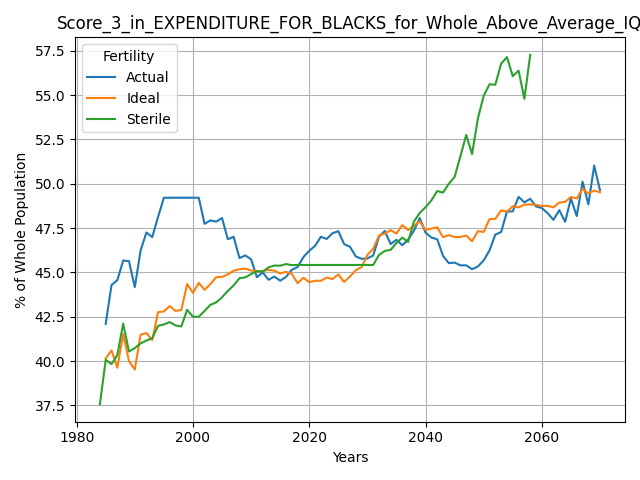 Score_3_in_EXPENDITURE_FOR_BLACKS_for_Whole_Above_Average_IQ
Fertility
Actual
Ideal
Sterile
% of Whole Population
57.5
55.0
52.5
50.0
47.5
45.0
42.5
40.0
37.5
1980
2000
2020
2040
2060
Years